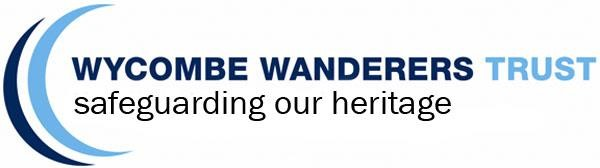 WYCOMBE WANDERERS TRUST
safeguarding our heritage